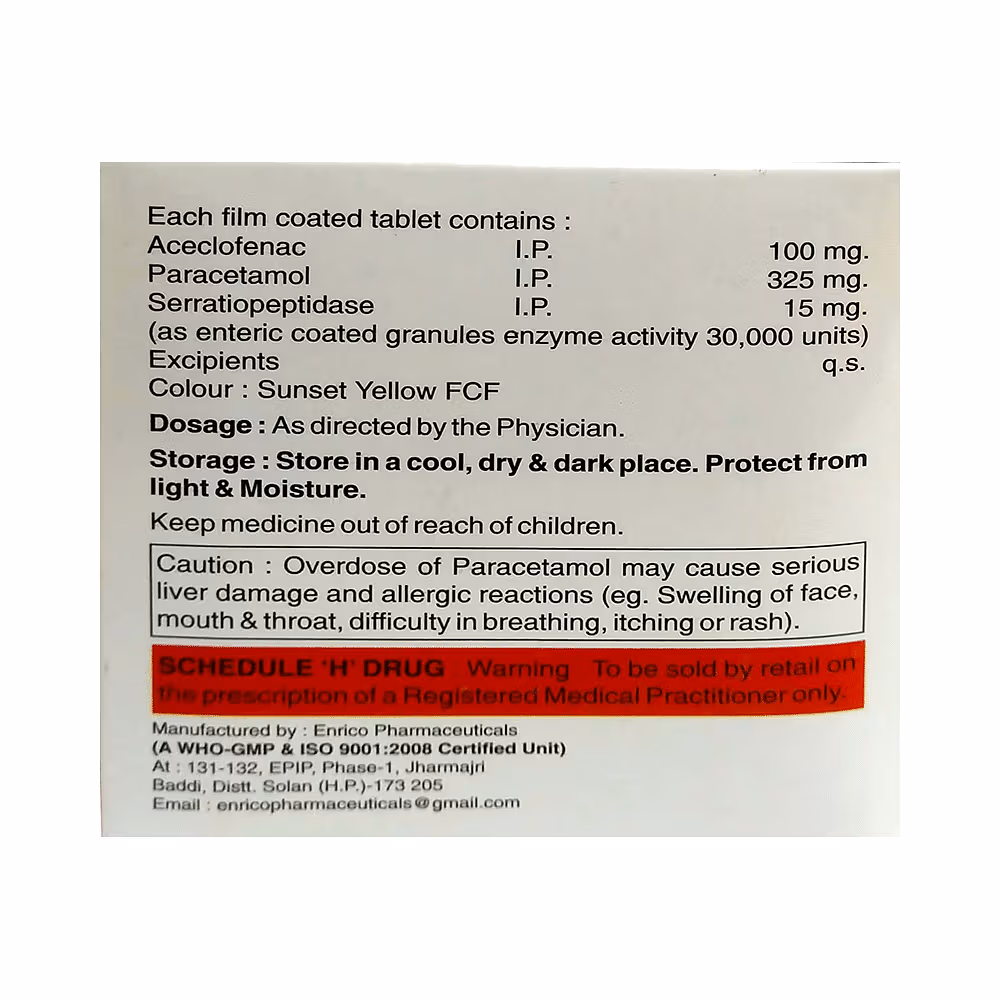 Each film coated tablet contains :
Aceclofenac I.P. 100 mg.
Paracetamol I.P. 325 mg.
Serratiopeptidase I.P. 15 mg.
(as enteric coated granules enzyme activity 30,000 units)
Excipients q.s.
Colour : Sunset Yellow FCF
Dosage : As directed by the Physician.
Storage : Store in a cool, dry & dark place. Protect from
light & Moisture.
Keep medicine out of reach of children.
Caution : Overdose of Paracetamol may cause serious
liver damage and allergic reactions (eg. Swelling of face,
mouth & throat, difficulty in breathing, itching or rash).
SCHEDULE 'H' DRUG Warning To be sold by retail on
the prescription of a Registered Medical Practitioner only.
Manufactured by : Enrico Pharmaceuticals
(A WHO-GMP & ISO 9001:2008 Certified Unit)
At : 131-132, EPIP, Phase-1, Jharmajri
Baddi, Distt. Solan (H.P.)-173 205
Email : enricopharmaceuticals@gmail.com